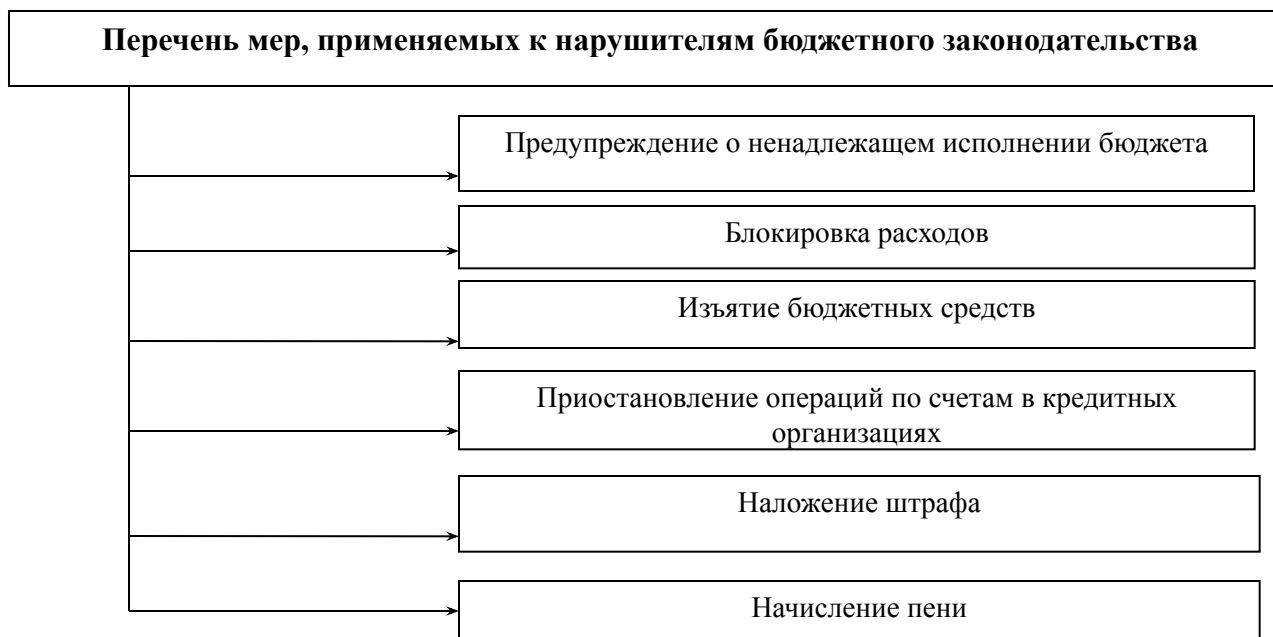 Перечень мер, применяемых к нарушителям бюджетного законодательства
Предупреждение о ненадлежащем исполнении бюджета
Блокировка расходов
Изъятие бюджетных средств
Приостановление операций по счетам в кредитных
организациях
Наложение штрафа
Начисление пени